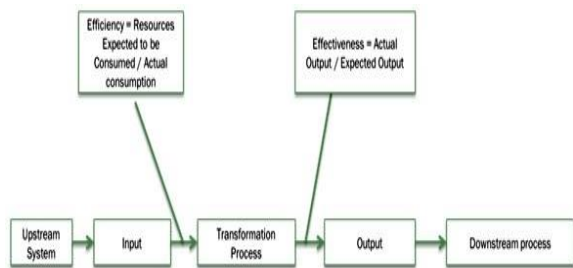 Efficiency = Resources
Expected to be
Consumed / Actual
consumption
Effectiveness = Actual
Output / Expected Output
Upstream
System
Input
Transformation
Process
Output
Downstream process